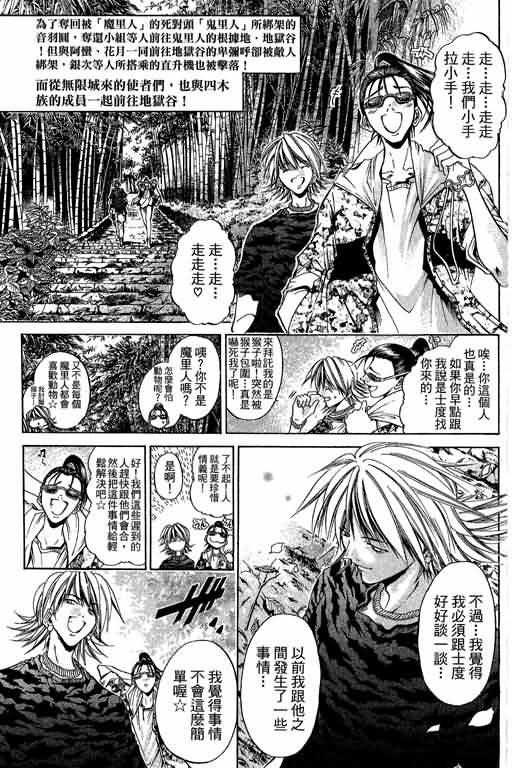 為了奪回被「魔里人」的死對頭「鬼里人」所綁架的
音羽圓，奪還小組等人前往鬼里人的根據地．地獄谷
！但與阿蠻、花月一同前往地獄谷的卑彌呼卻被敵人
綁架，銀次等人所搭乘的直升機也被擊落！
而從無限城來的使者們，也與四木
族的成員一起前往地獄谷！
走…走…走走
走…我們小手
拉小手！
走…走…
走走走♡
唉…你這個人
也真是的…
如果你早點跟
我說是士度找
你來的…
來拜託我的是
猴子啦！突然被
猴子包圍…真是
嚇死我了呢！
咦？你不是
魔里人嗎？
怎麼會怕
動物呢？
又不是每個
魔里人都會
喜歡動物☆
了不起！人
就是要珍惜
情義呢！
是啊！
好！我們這些遲到的
人趕快跟他們會合，
然後把這件事情給輕
鬆解決吧☆
不過…我覺得
我必須跟士度
好好談一談…
以前我跟他之
間發生了一些
事情…
我覺得事情
不會這麼簡
單喔☆